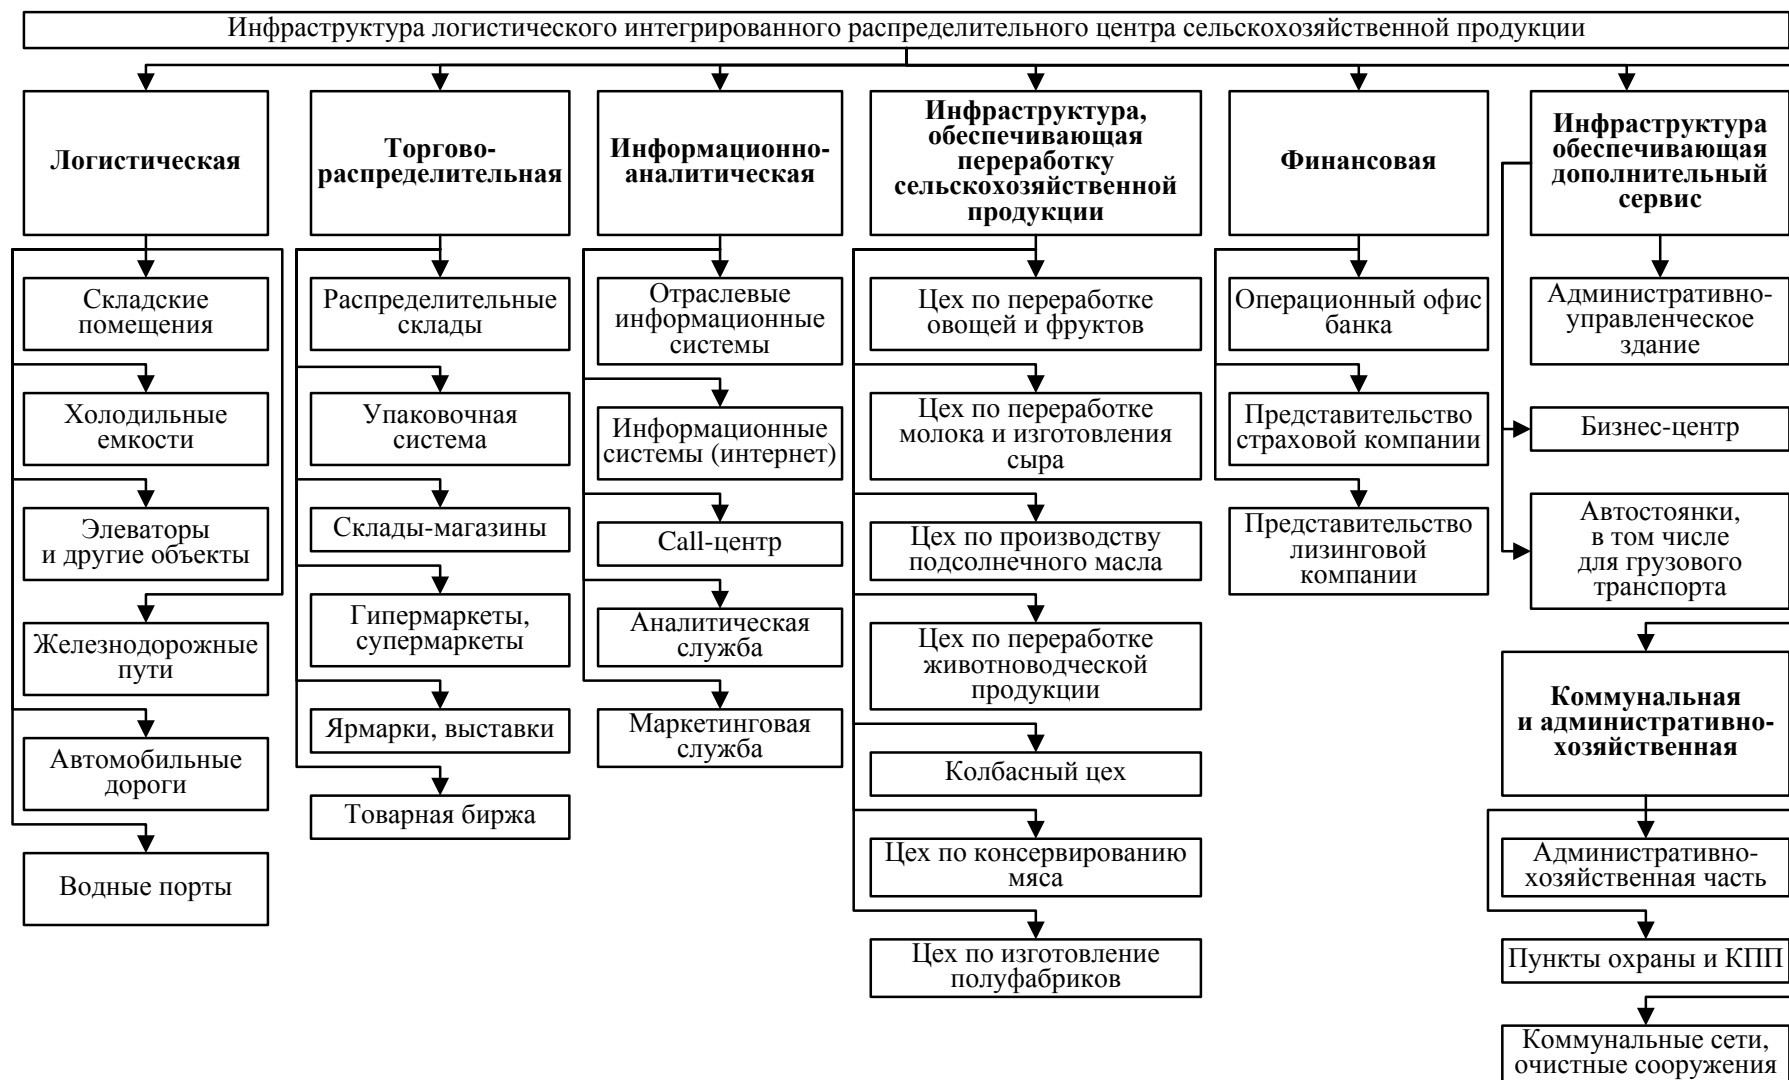 Инфраструктура логистического интегрированного распределительного центра сельскохозяйственной продукции
Логистическая
Складские
помещения
Холодильные
емкости
Элеваторы
и другие объекты
Железнодорожные
пути
Автомобильные
дороги
Водные порты
Торгово-
распределительная
Распределительные
склады
Упаковочная
система
Склады-магазины
Гипермаркеты,
супермаркеты
Ярмарки, выставки
Товарная биржа
Информационно-
аналитическая
Отраслевые
информационные
системы
Информационные
системы (интернет)
Call-центр
Аналитическая
служба
Маркетинговая
служба
Инфраструктура,
обеспечивающая
переработку
сельскохозяйственной
продукции
Цех по переработке
овощей и фруктов
Цех по переработке
молока и изготовления
сыра
Цех по производству
подсолнечного масла
Цех по переработке
животноводческой
продукции
Колбасный цех
Цех по консервированию
мяса
Цех по изготовление
полуфабриков
Финансовая
Операционный офис
банка
Представительство
страховой компании
Представительство
лизинговой
компании
Инфраструктура
обеспечивающая
дополнительный
сервис
Административно-
управленческое
здание
Бизнес-центр
Автостоянки,
в том числе
для грузового
транспорта
Коммунальная
и административно-
хозяйственная
Административно-
хозяйственная часть
Пункты охраны и КПП
Коммунальные сети,
очистные сооружения